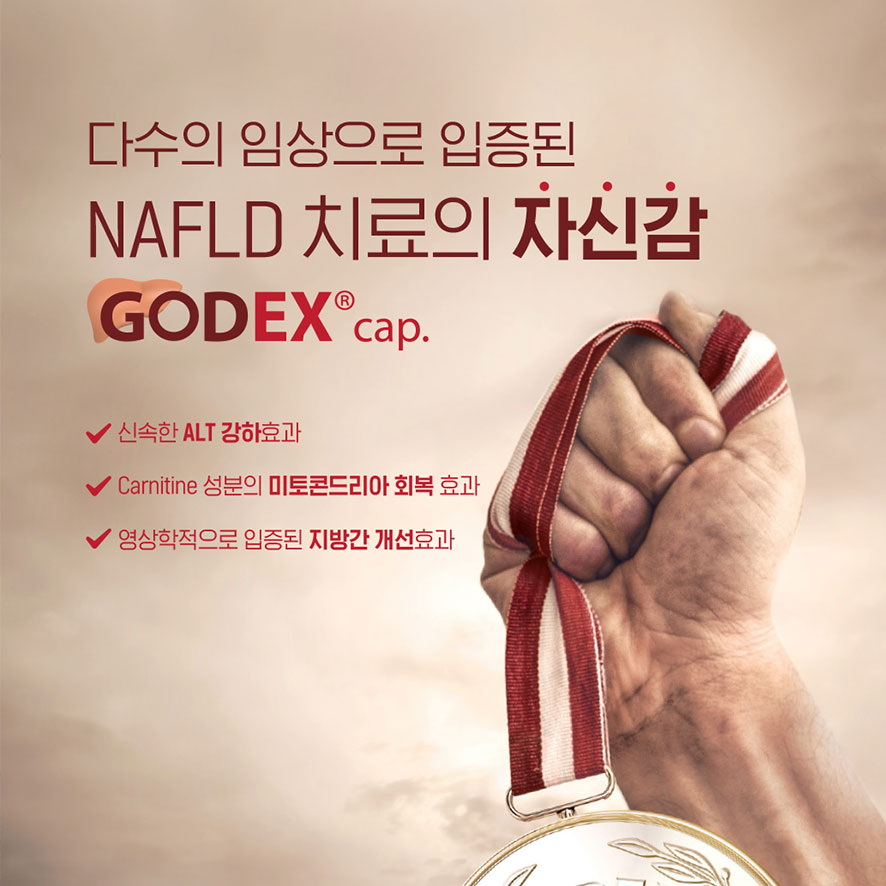 다수의 임상으로 입증된
NAFLD 치료의 자신감
GODEX® cap.
신속한 ALT 강하효과
Carnitine 성분의 미토콘드리아 회복 효과
영상학적으로 입증된 지방간 개선효과